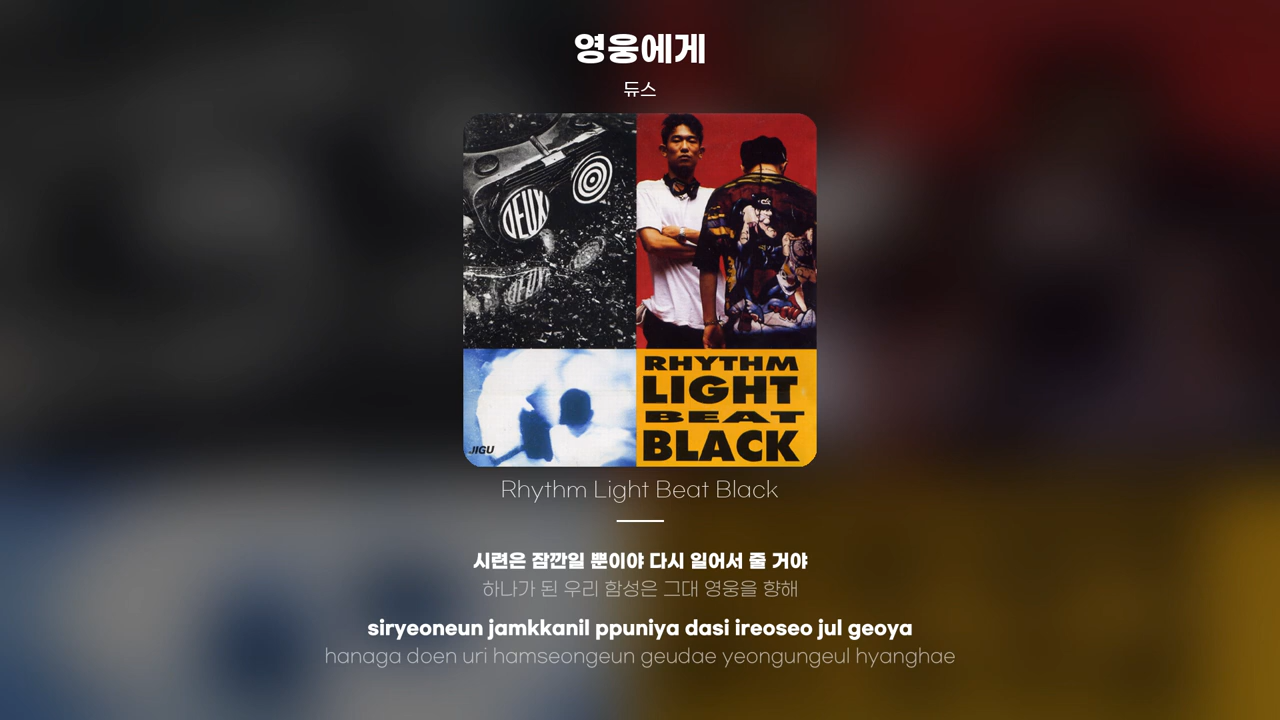 영웅에게
듀스
DEUX
DEUX
JIGU
RHYTHM
LIGHT
BEAT
BLACK
Rhythm Light Beat Black
시련은 잠깐일 뿐이야 다시 일어서 줄 거야
하나가 된 우리 함성은 그대 영웅을 향해
siryeoneun jamkkanil ppuniya dasi ireoseo jul geoya
hanaga doen uri hamseongeun geudae yeongungeul hyanghae